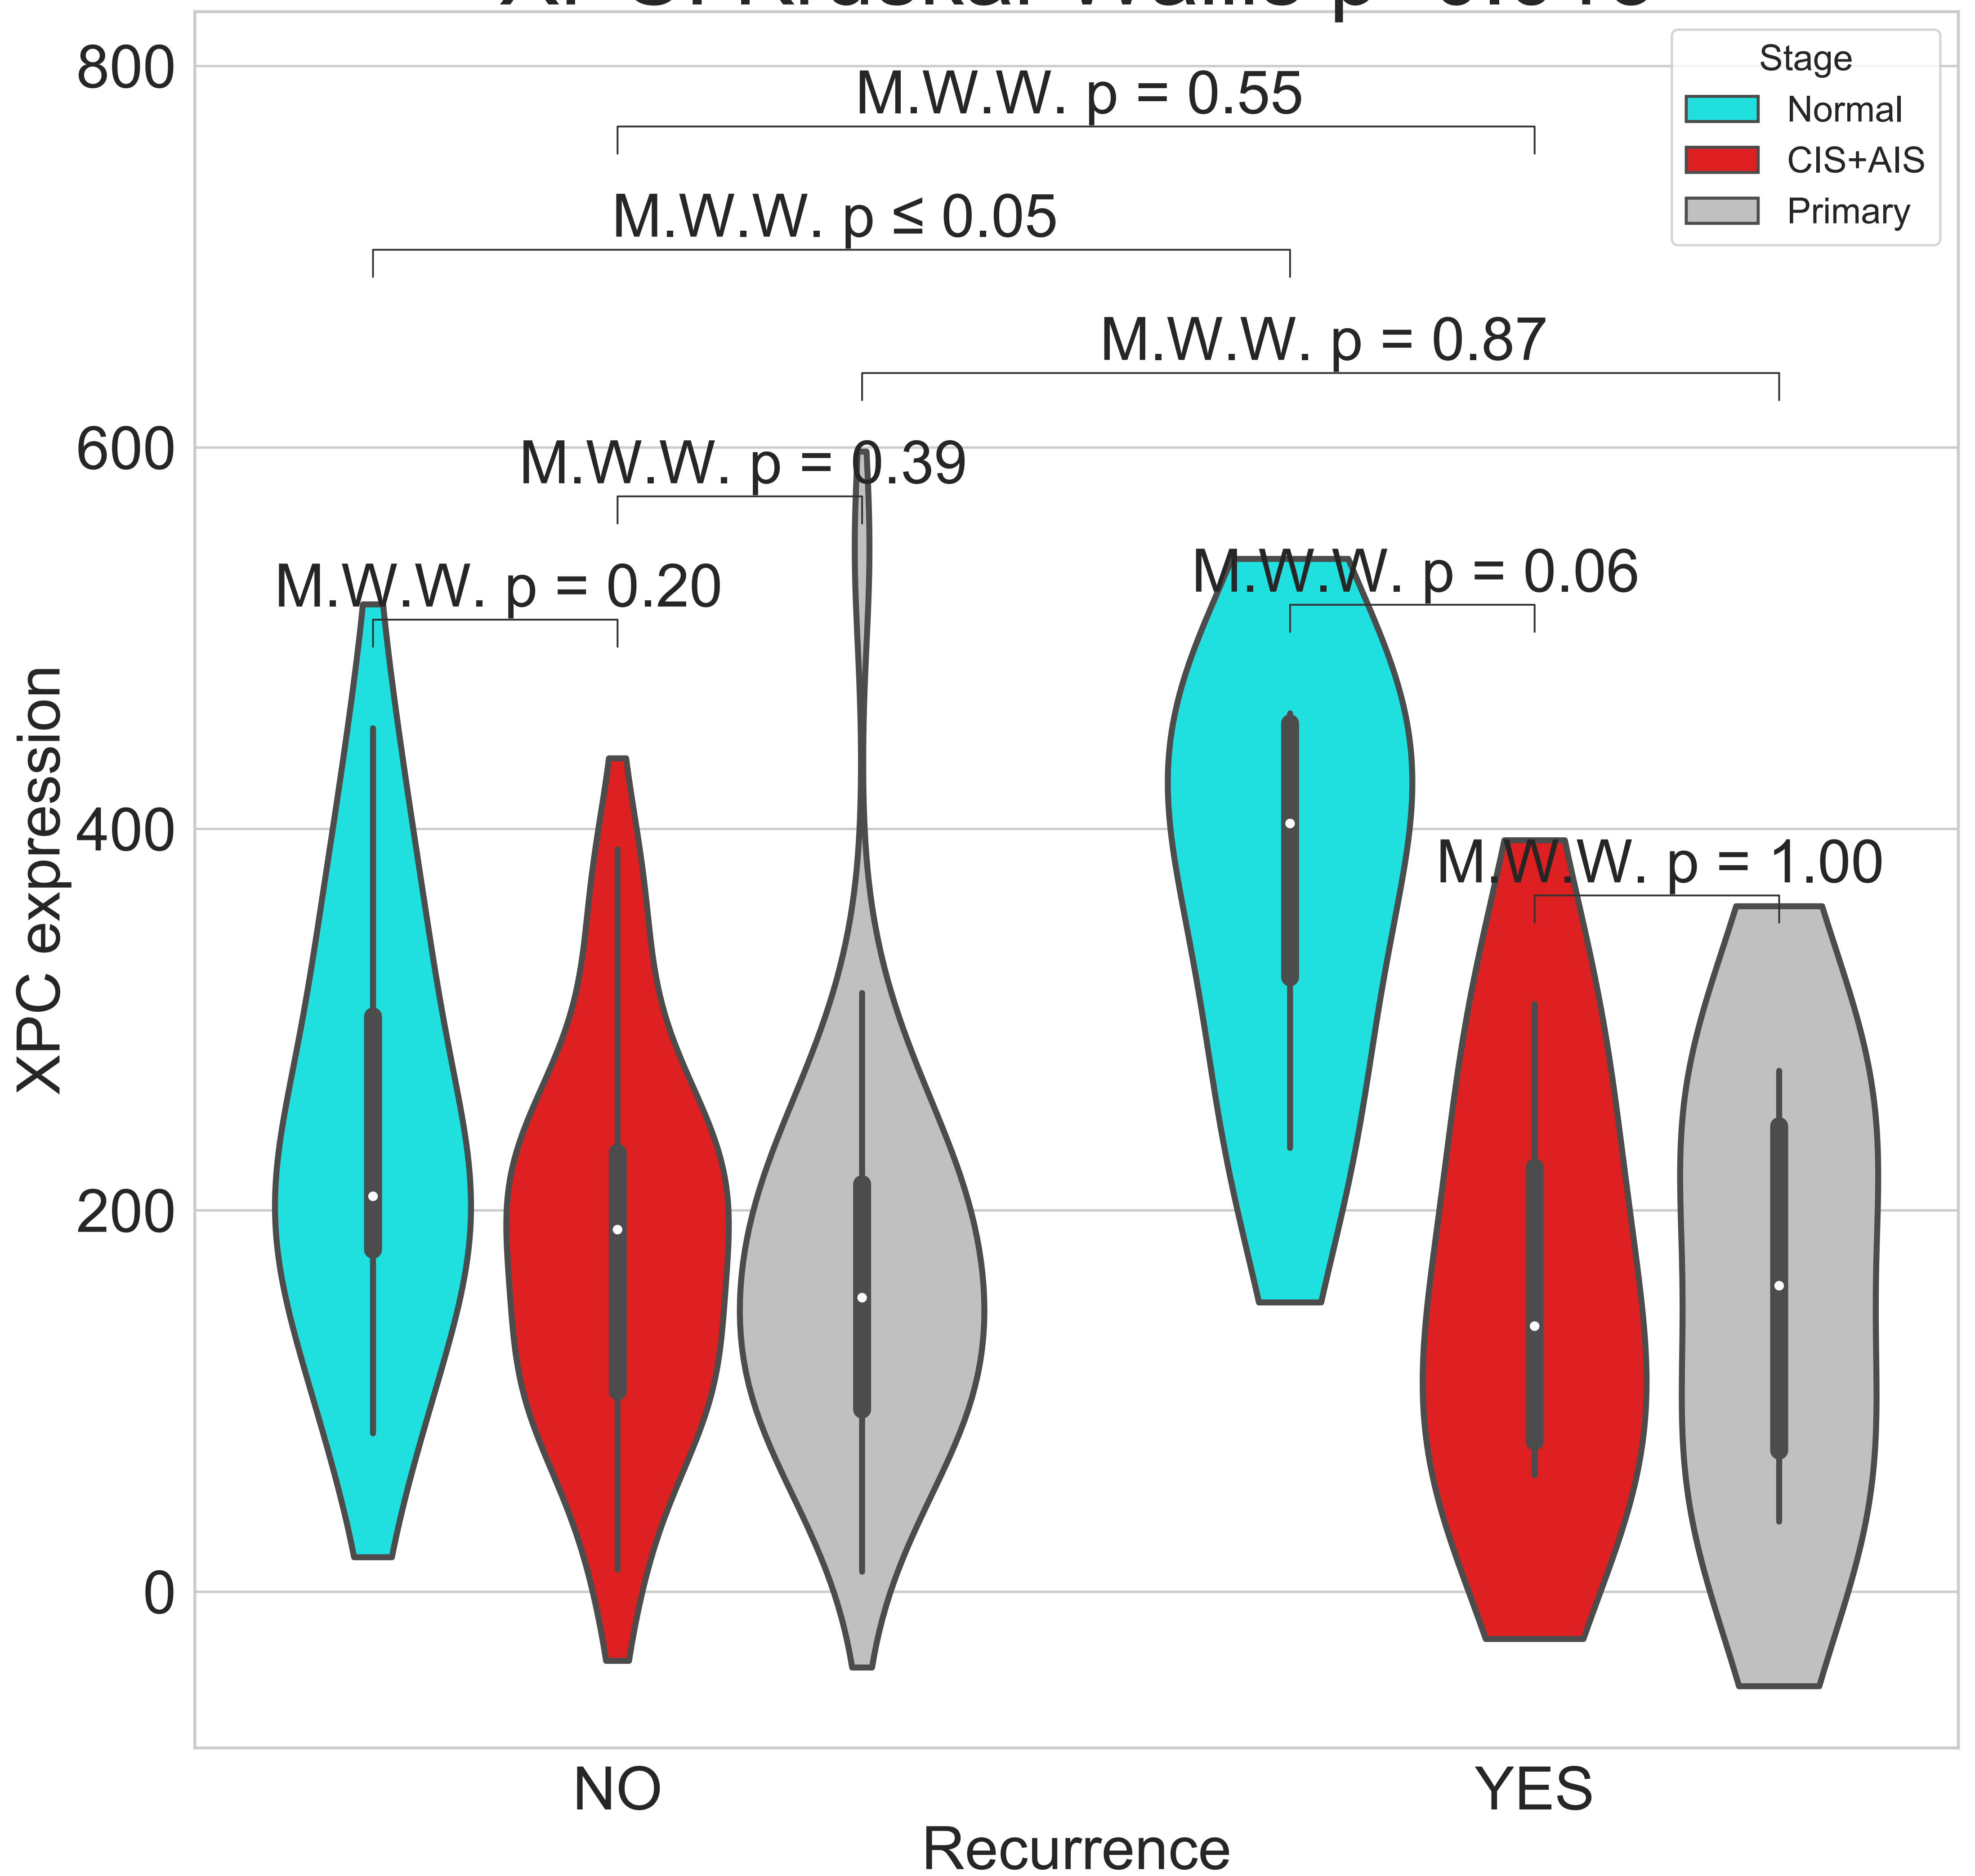 800
Stage
Normal
CIS+AIS
Primary
M.W.W. p = 0.55
M.W.W. p ≤ 0.05
M.W.W. p = 0.87
600
M.W.W. p = 0.39
M.W.W. p = 0.20
M.W.W. p = 0.06
XPC expression
400
M.W.W. p = 1.00
200
0
NO
YES
Recurrence